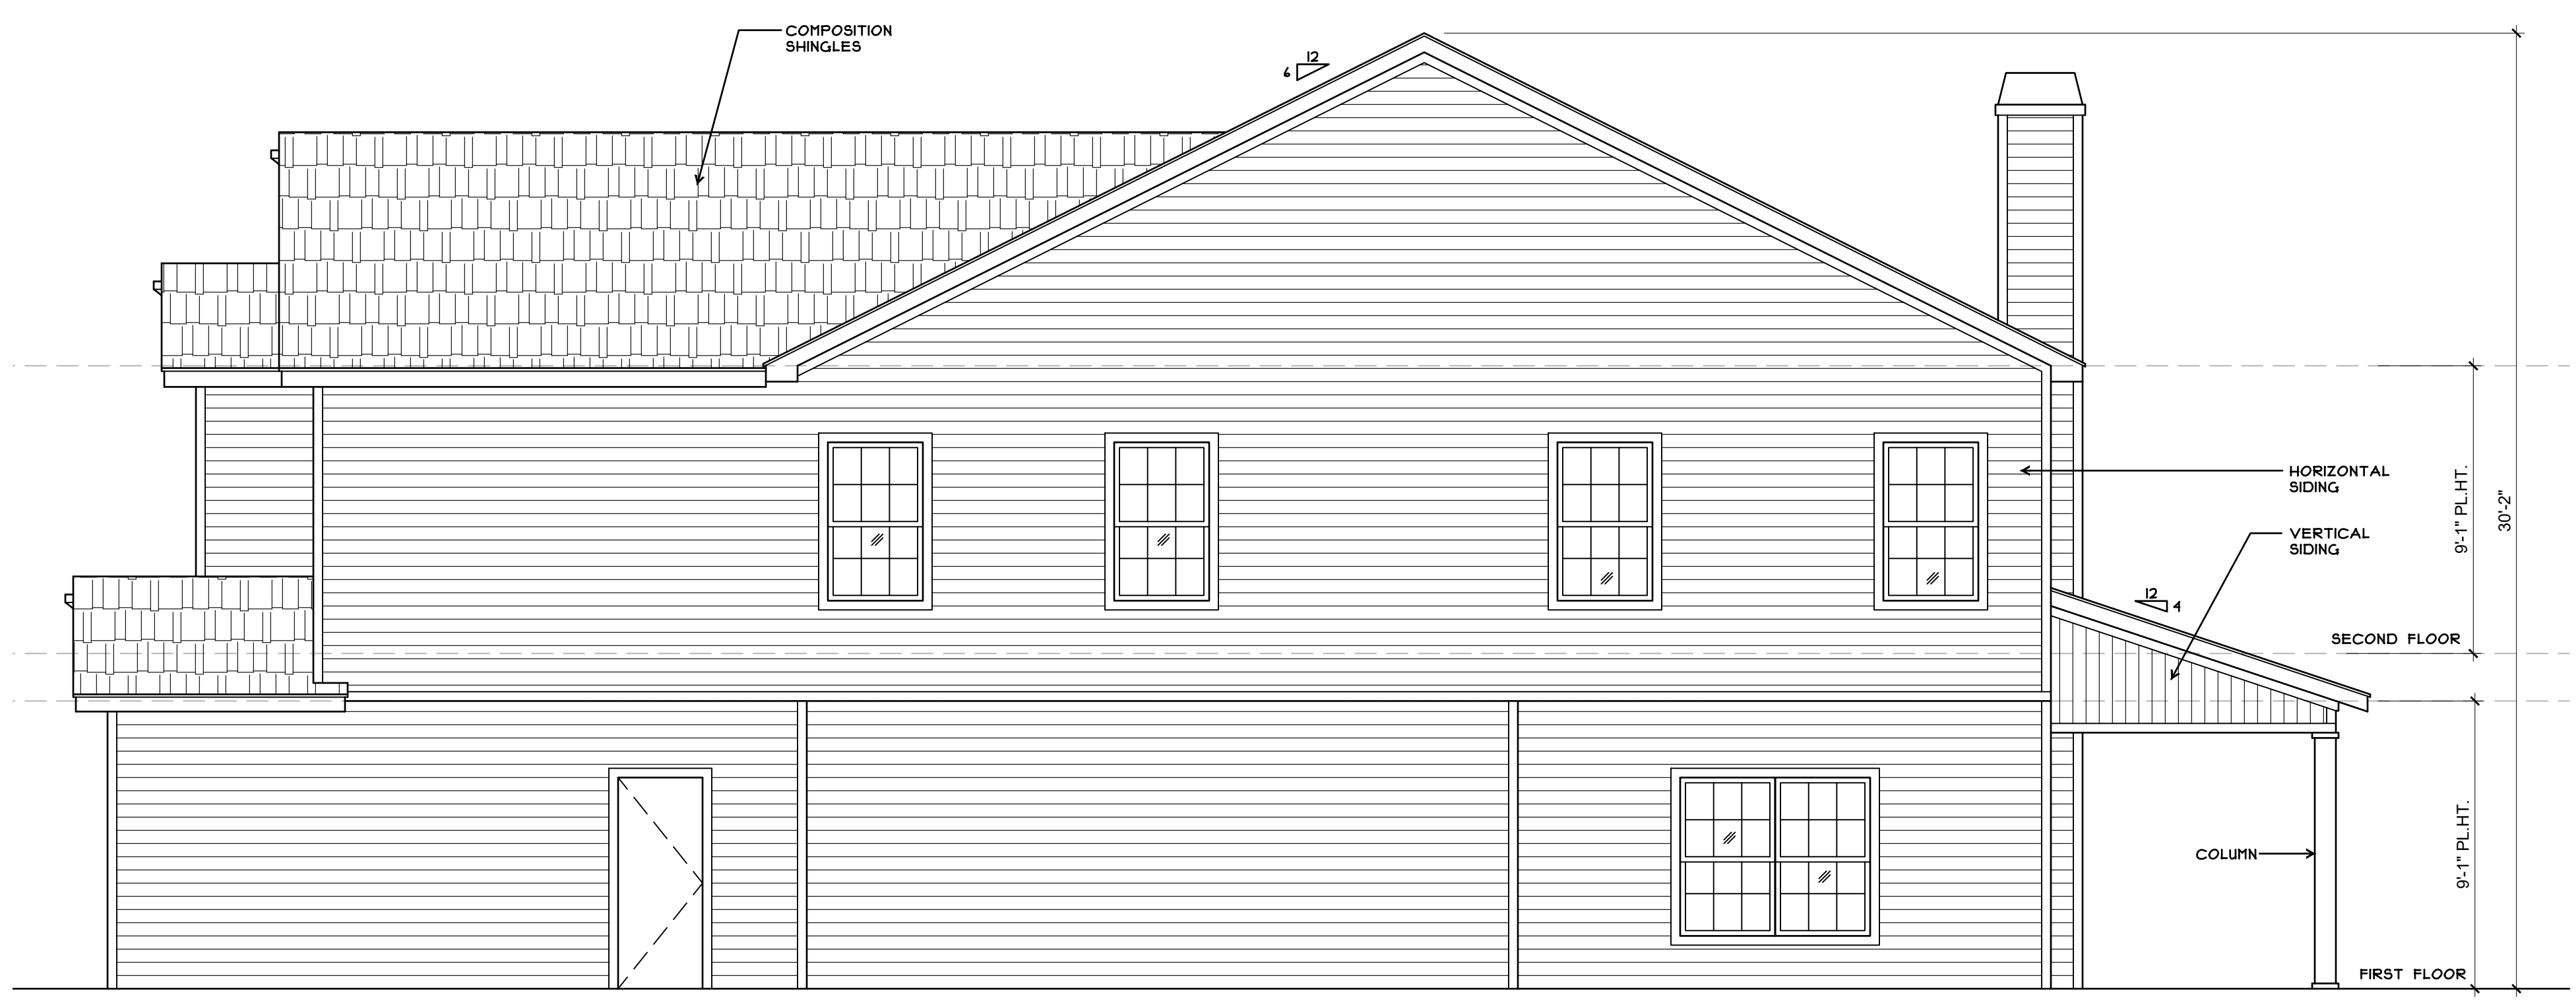 COMPOSITION
SHINGLES
12
6
HORIZONTAL
SIDING
9'-1" PL.HT.
30'-2"
VERTICAL
SIDING
12
4
SECOND FLOOR
9'-1" PL.HT.
COLUMN
FIRST FLOOR